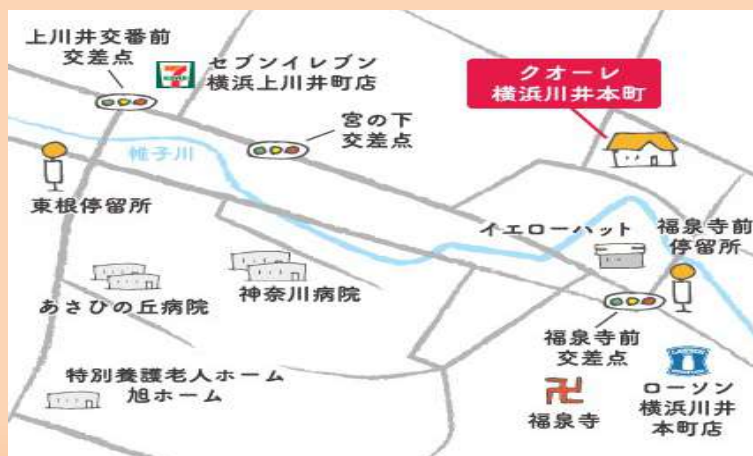 上川井交番前
交差点
セブンイレブン
横浜上川井町店
クオーレ
横浜川井本町
宮の下
交差点
帷子川
東根停留所
イエローハット
福泉寺前
停留所
あさひの丘病院
神奈川病院
福泉寺前
交差点
特別養護老人ホーム
旭ホーム
福泉寺
ローソン
横浜川井
本町店